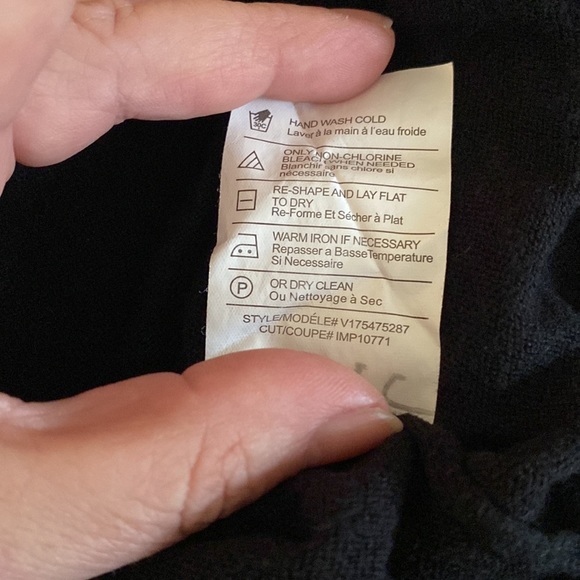 30C
HAND WASH COLD
Laver à la main à l'eau froide
ONLY NON-CHLORINE
BLEACH WHEN NEEDED
Blanchir sans chlore si
nécessaire
RE-SHAPE AND LAY FLAT
TO DRY
Re-Forme Et Sécher à Plat
WARM IRON IF NECESSARY
Repasser a BasseTemperature
Si Necessaire
P
OR DRY CLEAN
Ou Nettoyage à Sec
STYLE/MODÉLE# V175475287
CUT/COUPE# IMP10771